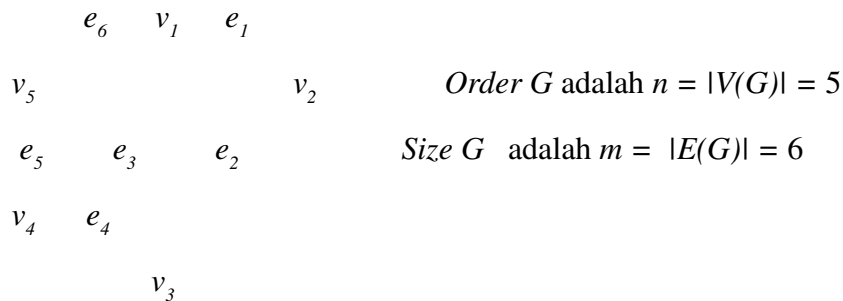 e₆ v₁ e₁
v₅ v₂ Order G adalah n = |V(G)| = 5
e₅ e₃ e₂ Size G adalah m = |E(G)| = 6
v₄ e₄
v₃